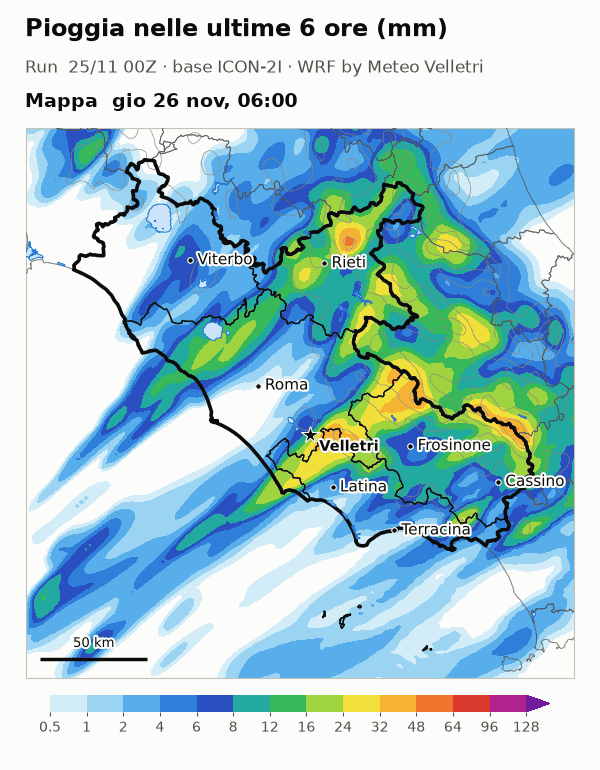 Pioggia nelle ultime 6 ore (mm)
Run  25/11 00Z · base ICON-2I · WRF by Meteo Velletri
Mappa  gio 26 nov, 06:00
Viterbo
Rieti
Roma
Velletri
Frosinone
Latina
Cassino
Terracina
50 km
0.5 1 2 4 6 8 12 16 24 32 48 64 96 128